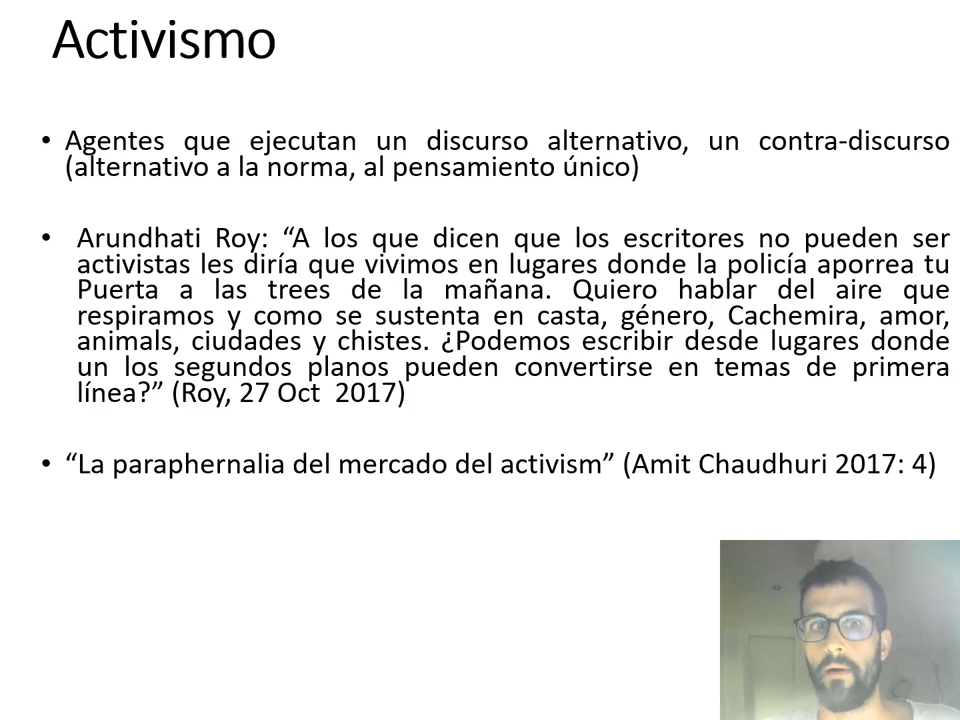 Activismo
• Agentes que ejecutan un discurso alternativo, un contra-discurso
(alternativo a la norma, al pensamiento único)
• Arundhati Roy: “A los que dicen que los escritores no pueden ser
activistas les diría que vivimos en lugares donde la policía aporrea tu
Puerta a las trees de la mañana. Quiero hablar del aire que
respiramos y como se sustenta en casta, género, Cachemira, amor,
animals, ciudades y chistes. ¿Podemos escribir desde lugares donde
un los segundos planos pueden convertirse en temas de primera
línea?” (Roy, 27 Oct 2017)
• “La paraphernalia del mercado del activism” (Amit Chaudhuri 2017: 4)